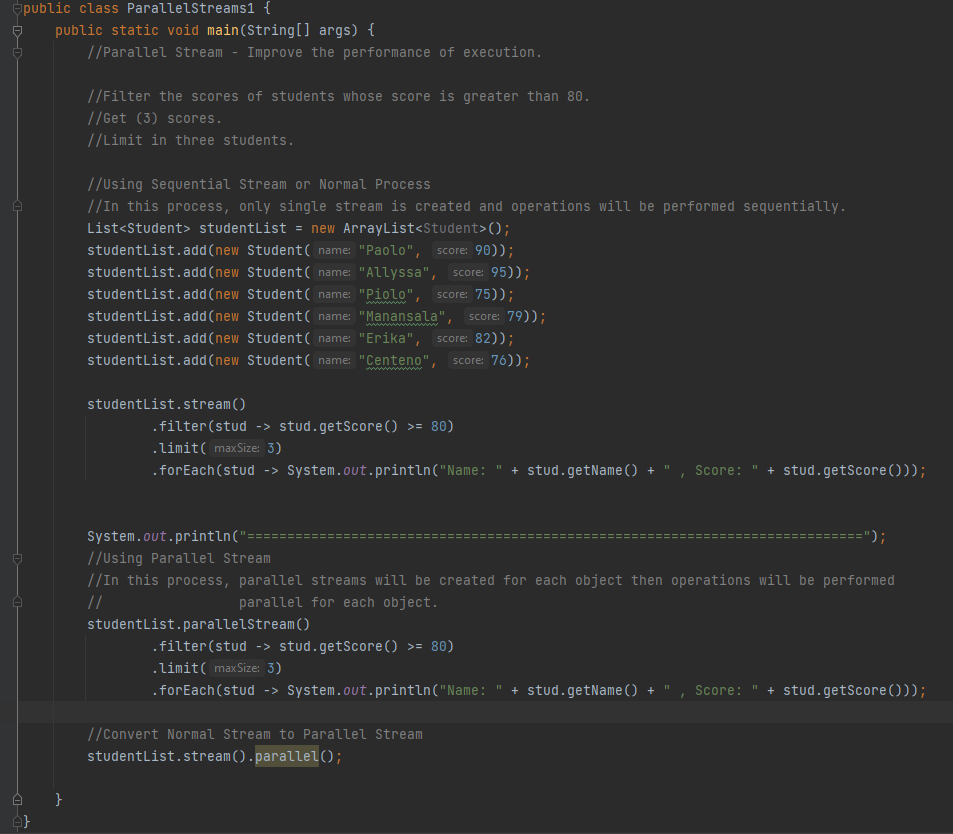 public class ParallelStreams1 {
    public static void main(String[] args) {
        //Parallel Stream - Improve the performance of execution.
        //Filter the scores of students whose score is greater than 80.
        //Get (3) scores.
        //Limit in three students.
        //Using Sequential Stream or Normal Process
        //In this process, only single stream is created and operations will be performed sequentially.
        List<Student> studentList = new ArrayList<Student>();
        studentList.add(new Student( name: "Paolo", score: 90));
        studentList.add(new Student( name: "Allyssa", score: 95));
        studentList.add(new Student( name: "Piolo", score: 75));
        studentList.add(new Student( name: "Manansala", score: 79));
        studentList.add(new Student( name: "Erika", score: 82));
        studentList.add(new Student( name: "Centeno", score: 76));
        studentList.stream()
                .filter(stud -> stud.getScore() >= 80)
                .limit( maxSize: 3)
                .forEach(stud -> System.out.println("Name: " + stud.getName() + " , Score: " + stud.getScore()));
        System.out.println("=============================================================================");
        //Using Parallel Stream
        //In this process, parallel streams will be created for each object then operations will be performed
        //                 parallel for each object.
        studentList.parallelStream()
                .filter(stud -> stud.getScore() >= 80)
                .limit( maxSize: 3)
                .forEach(stud -> System.out.println("Name: " + stud.getName() + " , Score: " + stud.getScore()));
        //Convert Normal Stream to Parallel Stream
        studentList.stream().parallel();
    }
}